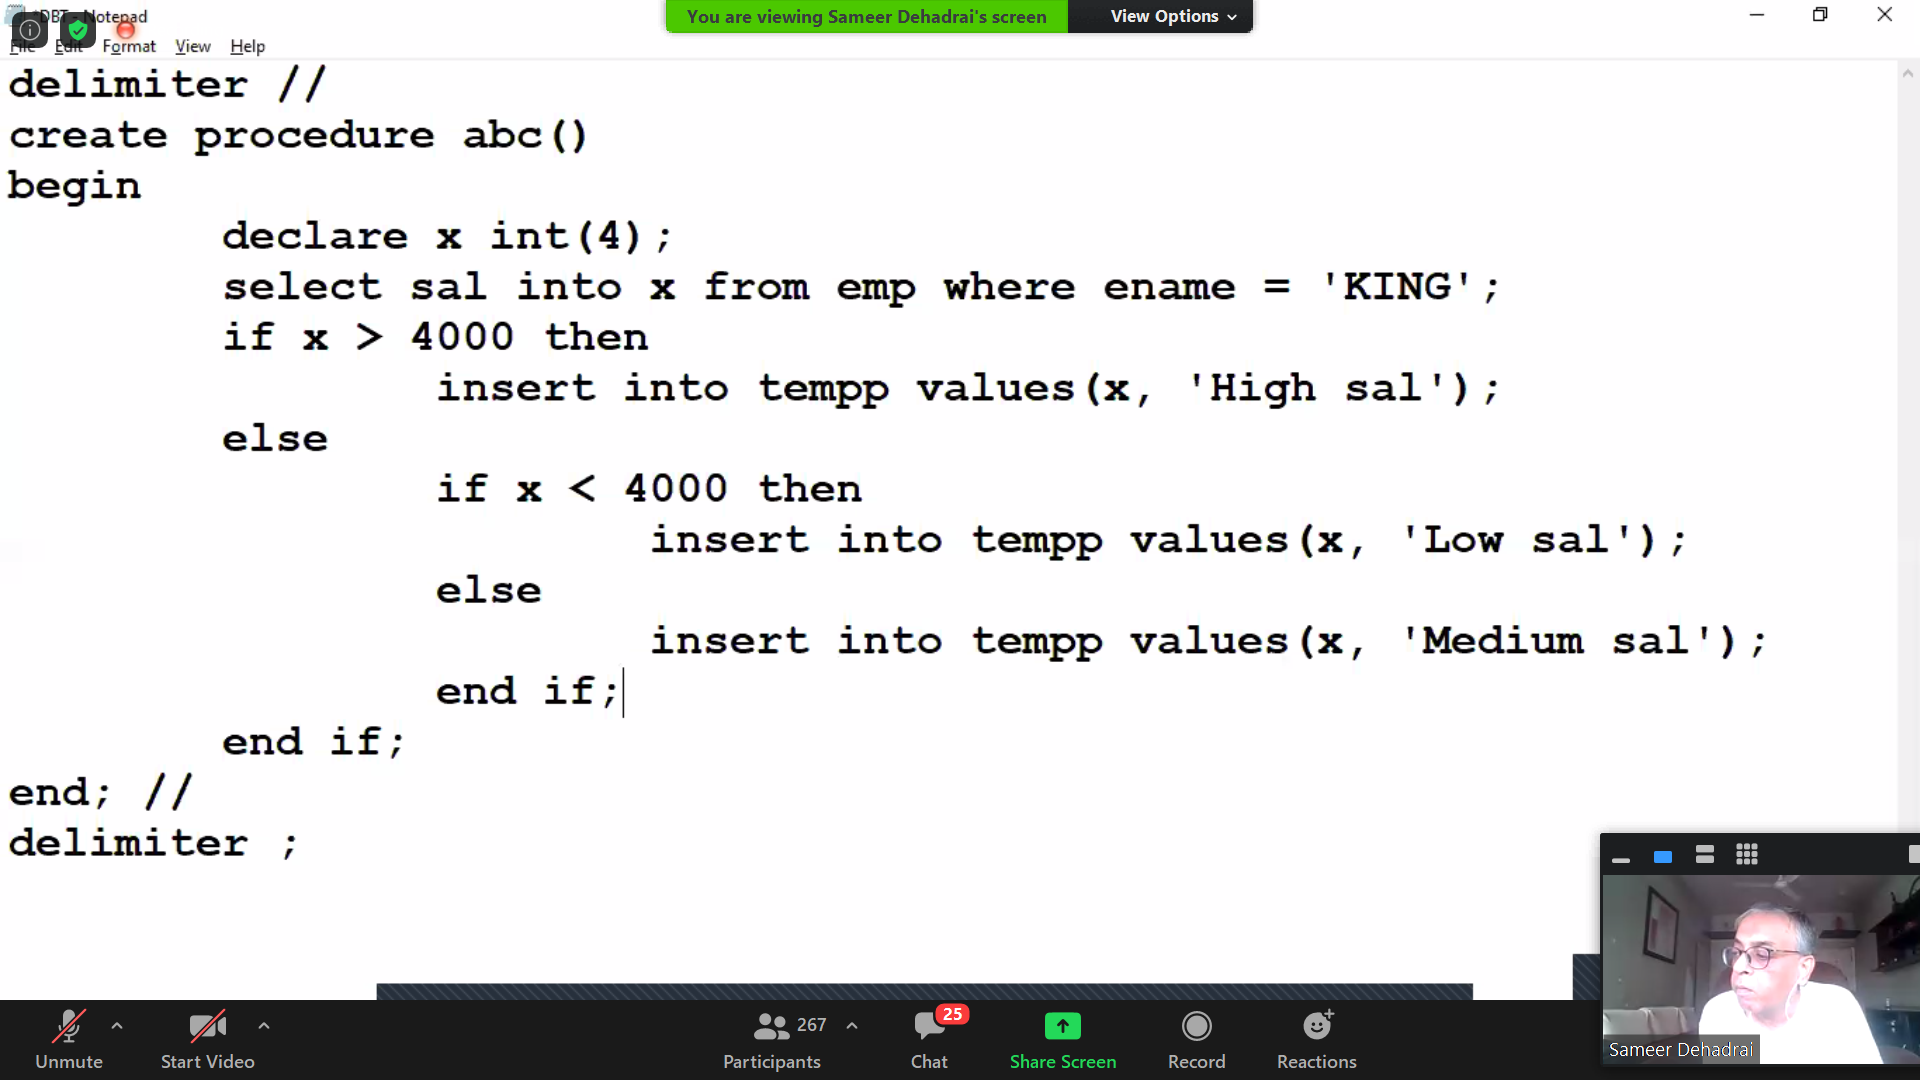 *DBT - Notepad
You are viewing Sameer Dehadrai's screen View Options
File Edit Format View Help
delimiter //
create procedure abc()
begin
declare x int(4);
select sal into x from emp where ename = 'KING';
if x > 4000 then
insert into tempp values(x, 'High sal');
else
if x < 4000 then
insert into tempp values(x, 'Low sal');
else
insert into tempp values(x, 'Medium sal');
end if;
end if;
end; //
delimiter ;
Sameer Dehadrai
267
25
Unmute Start Video Participants Chat Share Screen Record Reactions